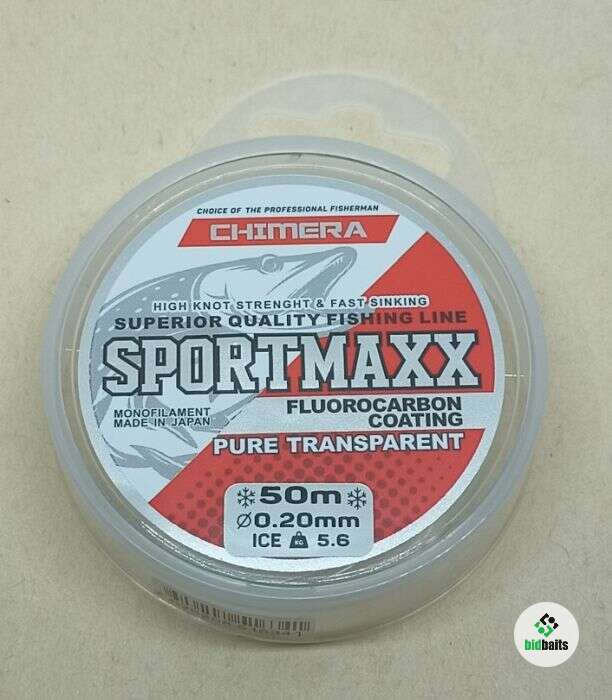 CHOICE OF THE PROFESSIONAL FISHERMAN
CHIMERA
HIGH KNOT STRENGHT & FAST SINKING
SUPERIOR QUALITY FISHING LINE
SPORTMAXX
MONOFILAMENT
MADE IN JAPAN
FLUOROCARBON
COATING
PURE TRANSPARENT
50m
Ø0.20mm
ICE KG 5.6
bidbaits